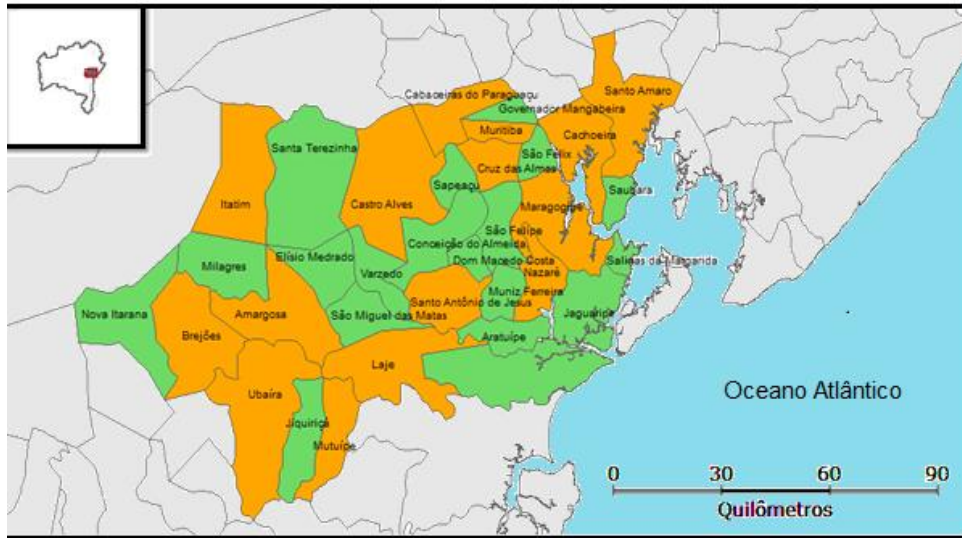 Santo Amaro
Cabaceiras do Paraguaçu
Governador Mangabeira
Muritiba
Cachoeira
Santa Terezinha
São Félix
Cruz das Almas
Sapeaçu
Saubara
Itatim
Castro Alves
Maragogipe
São Felipe
Conceição do Almeida
Elísio Medrado
Dom Macedo Costa
Salinas da Margarida
Milagres
Varzedo
Nazaré
Muniz Ferreira
Santo Antônio de Jesus
Nova Itarana
Amargosa
São Miguel das Matas
Jaguaripe
Brejões
Aratuípe
Laje
Ubaíra
Oceano Atlântico
Jiquiriçá
Mutuípe
0 30 60 90
Quilômetros